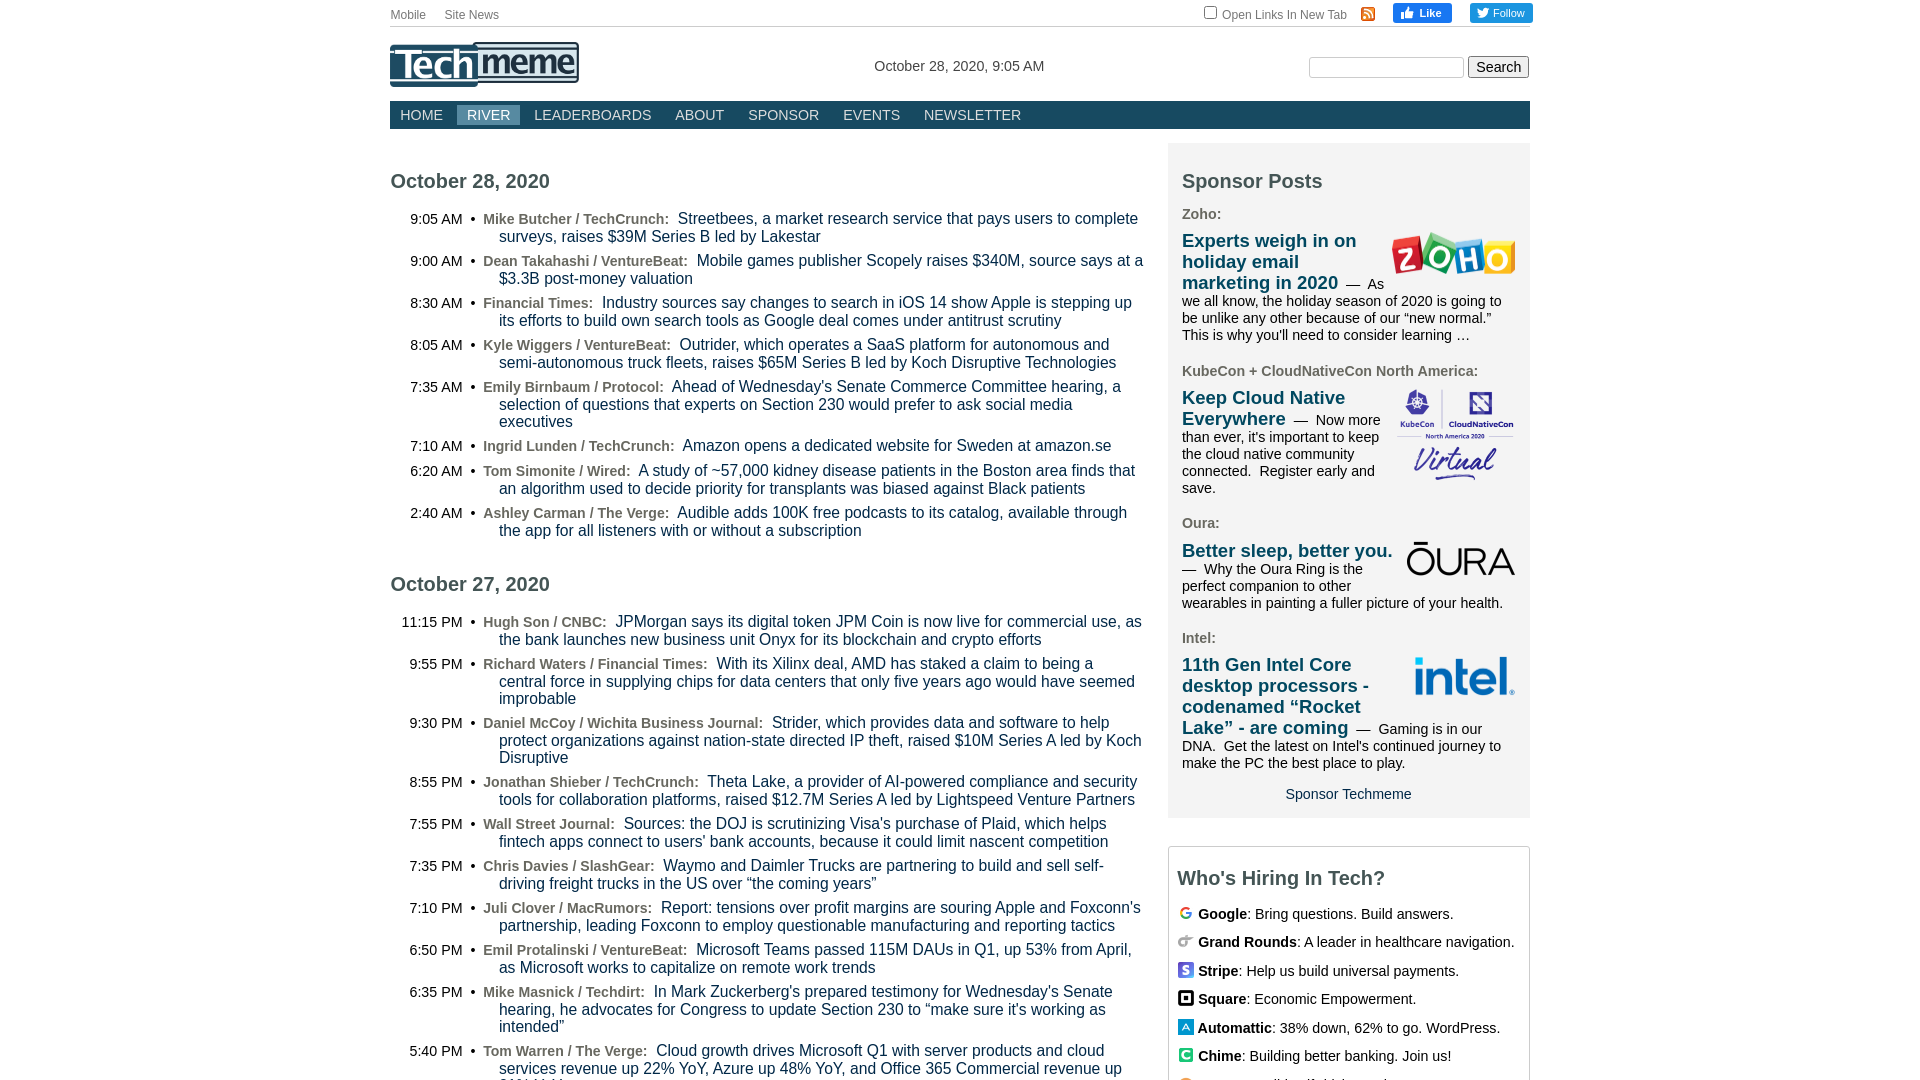 Mobile Site News Open Links In New Tab Like Follow
Techmeme
October 28, 2020, 9:05 AM
Search
HOME RIVER LEADERBOARDS ABOUT SPONSOR EVENTS NEWSLETTER
October 28, 2020
9:05 AM • Mike Butcher / TechCrunch: Streetbees, a market research service that pays users to complete
surveys, raises $39M Series B led by Lakestar
9:00 AM • Dean Takahashi / VentureBeat: Mobile games publisher Scopely raises $340M, source says at a
$3.3B post-money valuation
8:30 AM • Financial Times: Industry sources say changes to search in iOS 14 show Apple is stepping up
its efforts to build own search tools as Google deal comes under antitrust scrutiny
8:05 AM • Kyle Wiggers / VentureBeat: Outrider, which operates a SaaS platform for autonomous and
semi-autonomous truck fleets, raises $65M Series B led by Koch Disruptive Technologies
7:35 AM • Emily Birnbaum / Protocol: Ahead of Wednesday's Senate Commerce Committee hearing, a
selection of questions that experts on Section 230 would prefer to ask social media
executives
7:10 AM • Ingrid Lunden / TechCrunch: Amazon opens a dedicated website for Sweden at amazon.se
6:20 AM • Tom Simonite / Wired: A study of ~57,000 kidney disease patients in the Boston area finds that
an algorithm used to decide priority for transplants was biased against Black patients
2:40 AM • Ashley Carman / The Verge: Audible adds 100K free podcasts to its catalog, available through
the app for all listeners with or without a subscription
October 27, 2020
11:15 PM • Hugh Son / CNBC: JPMorgan says its digital token JPM Coin is now live for commercial use, as
the bank launches new business unit Onyx for its blockchain and crypto efforts
9:55 PM • Richard Waters / Financial Times: With its Xilinx deal, AMD has staked a claim to being a
central force in supplying chips for data centers that only five years ago would have seemed
improbable
9:30 PM • Daniel McCoy / Wichita Business Journal: Strider, which provides data and software to help
protect organizations against nation-state directed IP theft, raised $10M Series A led by Koch
Disruptive
8:55 PM • Jonathan Shieber / TechCrunch: Theta Lake, a provider of AI-powered compliance and security
tools for collaboration platforms, raised $12.7M Series A led by Lightspeed Venture Partners
7:55 PM • Wall Street Journal: Sources: the DOJ is scrutinizing Visa's purchase of Plaid, which helps
fintech apps connect to users' bank accounts, because it could limit nascent competition
7:35 PM • Chris Davies / SlashGear: Waymo and Daimler Trucks are partnering to build and sell self-
driving freight trucks in the US over “the coming years”
7:10 PM • Juli Clover / MacRumors: Report: tensions over profit margins are souring Apple and Foxconn's
partnership, leading Foxconn to employ questionable manufacturing and reporting tactics
6:50 PM • Emil Protalinski / VentureBeat: Microsoft Teams passed 115M DAUs in Q1, up 53% from April,
as Microsoft works to capitalize on remote work trends
6:35 PM • Mike Masnick / Techdirt: In Mark Zuckerberg's prepared testimony for Wednesday's Senate
hearing, he advocates for Congress to update Section 230 to “make sure it's working as
intended”
5:40 PM • Tom Warren / The Verge: Cloud growth drives Microsoft Q1 with server products and cloud
services revenue up 22% YoY, Azure up 48% YoY, and Office 365 Commercial revenue up
Sponsor Posts
Zoho:
Experts weigh in on
holiday email
marketing in 2020 — As
we all know, the holiday season of 2020 is going to
be unlike any other because of our “new normal.”
This is why you'll need to consider learning …
ZOHO
KubeCon + CloudNativeCon North America:
Keep Cloud Native
Everywhere — Now more
than ever, it's important to keep
the cloud native community
connected. Register early and
save.
KubeCon CloudNativeCon
North America 2020
Virtual
Oura:
Better sleep, better you.
— Why the Oura Ring is the
perfect companion to other
wearables in painting a fuller picture of your health.
ŌURA
Intel:
11th Gen Intel Core
desktop processors -
codenamed “Rocket
Lake” - are coming — Gaming is in our
DNA. Get the latest on Intel's continued journey to
make the PC the best place to play.
intel®
Sponsor Techmeme
Who's Hiring In Tech?
Google: Bring questions. Build answers.
Grand Rounds: A leader in healthcare navigation.
Stripe: Help us build universal payments.
Square: Economic Empowerment.
Automattic: 38% down, 62% to go. WordPress.
Chime: Building better banking. Join us!